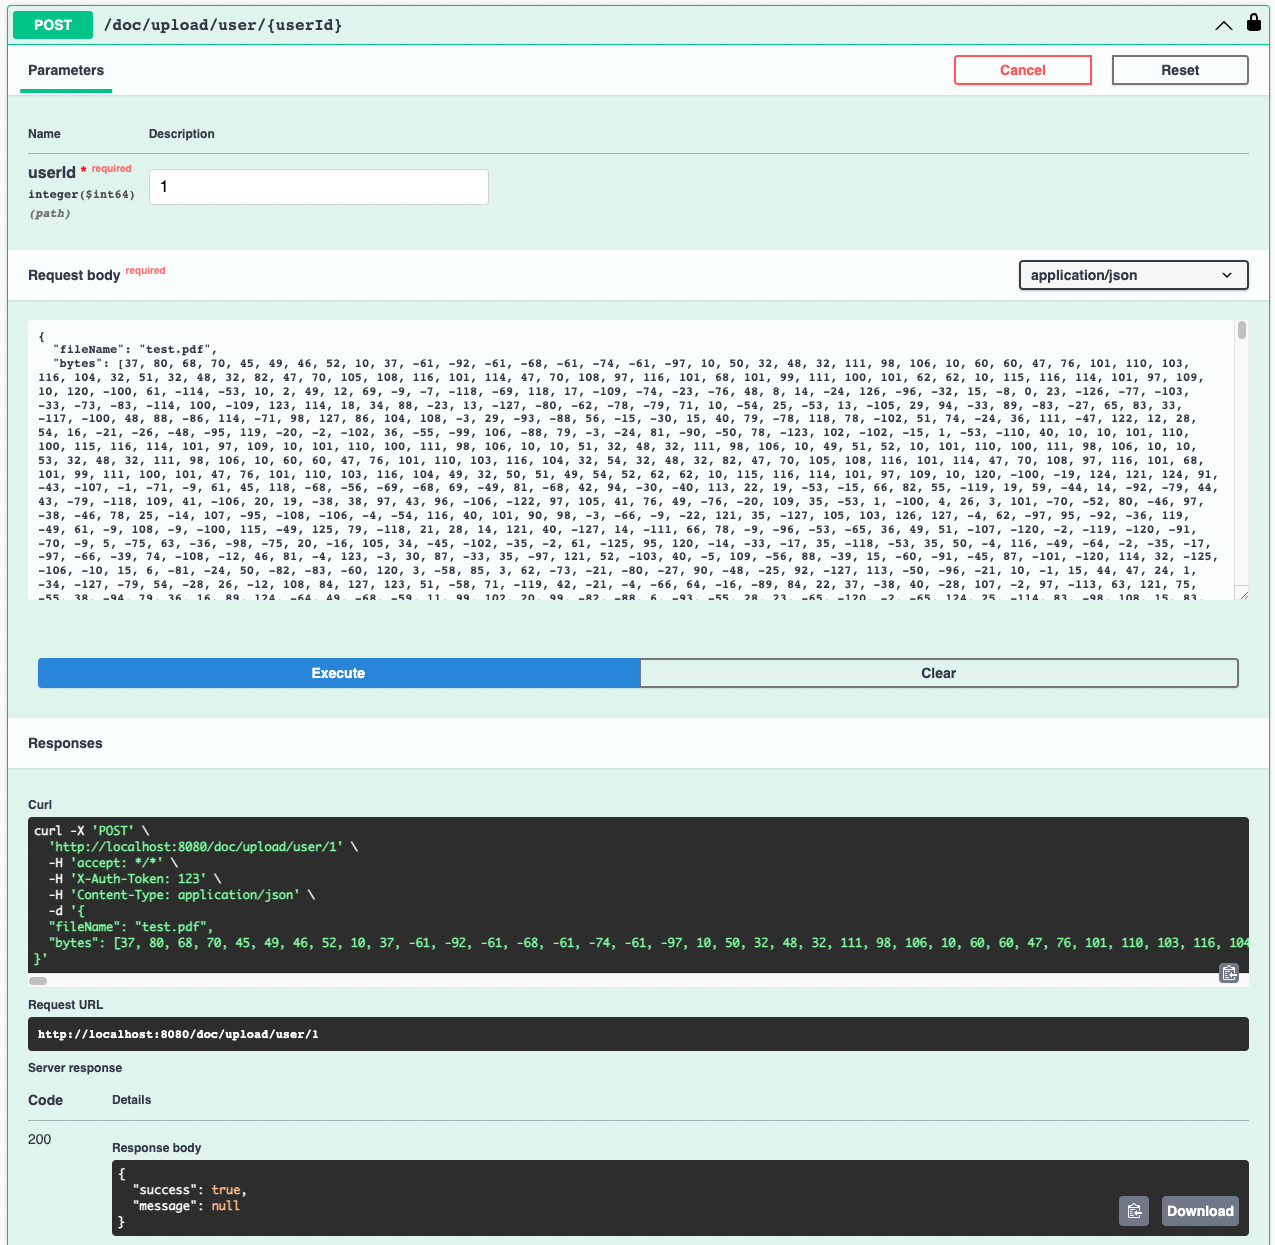 POST /doc/upload/user/{userId}
Parameters
Cancel
Reset
Name Description
userId * required
integer($int64)
(path)
1
Request body required
application/json
{
"fileName": "test.pdf",
"bytes": [37, 80, 68, 70, 45, 49, 46, 52, 10, 37, -61, -92, -61, -68, -61, -74, -61, -97, 10, 50, 32, 48, 32, 111, 98, 106, 10, 60, 60, 47, 76, 101, 110, 103,
116, 104, 32, 51, 32, 48, 32, 82, 47, 70, 105, 108, 116, 101, 114, 47, 70, 108, 97, 116, 101, 68, 101, 99, 111, 100, 101, 62, 62, 10, 115, 116, 114, 101, 97, 109,
10, 120, -100, 61, -114, -53, 10, 2, 49, 12, 69, -9, -7, -118, -69, 118, 17, -109, -74, -23, -76, 48, 8, 14, -24, 126, -96, -32, 15, -8, 0, 23, -126, -77, -103,
-33, -73, -83, -114, 100, -109, 123, 114, 18, 34, 88, -23, 13, -127, -80, -62, -78, -79, 71, 10, -54, 25, -53, 13, -105, 29, 94, -33, 89, -83, -27, 65, 83, 33,
-117, -100, 48, 88, -86, 114, -71, 98, 127, 86, 104, 108, -3, 29, -93, -88, 56, -15, -30, 15, 40, 79, -78, 118, 78, -102, 51, 74, -24, 36, 111, -47, 122, 12, 28,
54, 16, -21, -26, -48, -95, 119, -20, -2, -102, 36, -55, -99, 106, -88, 79, -3, -24, 81, -90, -50, 78, -123, 102, -102, -15, 1, -53, -110, 40, 10, 10, 101, 110,
100, 115, 116, 114, 101, 97, 109, 10, 101, 110, 100, 111, 98, 106, 10, 10, 51, 32, 48, 32, 111, 98, 106, 10, 49, 51, 52, 10, 101, 110, 100, 111, 98, 106, 10, 10,
53, 32, 48, 32, 111, 98, 106, 10, 60, 60, 47, 76, 101, 110, 103, 116, 104, 32, 54, 32, 48, 32, 82, 47, 70, 105, 108, 116, 101, 114, 47, 70, 108, 97, 116, 101, 68,
101, 99, 111, 100, 101, 47, 76, 101, 110, 103, 116, 104, 49, 32, 50, 51, 49, 54, 52, 62, 62, 10, 115, 116, 114, 101, 97, 109, 10, 120, -100, -19, 124, 121, 124, 91,
-43, -107, -1, -71, -9, 61, 45, 118, -68, -56, -69, -68, 69, -49, 81, -68, 42, 94, -30, -40, 113, 22, 19, -53, -15, 66, 82, 55, -119, 19, 59, -44, 14, -92, -79, 44,
43, -79, -118, 109, 41, -106, 20, 19, -38, 38, 97, 43, 96, -106, -122, 97, 105, 41, 76, 49, -76, -20, 109, 35, -53, 1, -100, 4, 26, 3, 101, -70, -52, 80, -46, 97,
-38, -46, 78, 25, -14, 107, -95, -108, -106, -4, -54, 116, 40, 101, 90, 98, -3, -66, -9, -22, 121, 35, -127, 105, 103, 126, 127, -4, 62, -97, 95, -92, -36, 119,
-49, 61, -9, 108, -9, -100, 115, -49, 125, 79, -118, 21, 28, 14, 121, 40, -127, 14, -111, 66 78, -9, -96, -53, -65, 36, 49, 51, -107, -120, -2, -119, -120, -91,
-70, -9, 5, -75, 63, -36, -98, -75, 20, -16, 105, 34, -45, -102, -35, -2, 61, -125, 95, 120, -14, -33, -17, 35, -118, -53, 35, 50, -4, 116, -49, -64, -2, -35, -17,
-97, -66, -39, 74, -108, -12, 46, 81, -4, 123, -3, 30, 87, -33, 35, -97, 121, 52, -103, 40, -5, -109, -56, 88, -39, 15, -60, -91, -45, 87, -101, -120, 114, 32, -125,
-106, -10, 15, 6, -81, -24, 50, -82, -83, -60, 120, 3, -58, 85, 3, 62, -73, -21, -80, -27, 90, -48, -25, 92, -127, 113, -50, -96, -21, 10, -1, 15, 44, 47, 24, 1,
-34, -127, -79, 54, -28, 26, -12, 108, 84, 127, 123, 51, -58, 71, -119, 42, -21, -4, -66, 64, -16, -89, 84, 22, 37, -38, 40, -28, 107, -2, 97, -113, 63, 121, 75,
-55, 38, -94, 79, 36, 16, 89, 124, -64, 49, -68, -59, 11, 99, 102, 20, 99, -82, -88, 6, -93, -55, 28, 23, -65, -120, -2, -65, 124, 25, -114, 83, -98, 108, 15, 83,
Execute
Clear
Responses
Curl
curl -X 'POST' \
'http://localhost:8080/doc/upload/user/1' \
-H 'accept: */*' \
-H 'X-Auth-Token: 123' \
-H 'Content-Type: application/json' \
-d '{
"fileName": "test.pdf",
"bytes": [37, 80, 68, 70, 45, 49, 46, 52, 10, 37, -61, -92, -61, -68, -61, -74, -61, -97, 10, 50, 32, 48, 32, 111, 98, 106, 10, 60, 60, 47, 76, 101, 110, 103, 116, 104
}'
Request URL
http://localhost:8080/doc/upload/user/1
Server response
Code Details
200
Response body
{
"success": true,
"message": null
}
Download